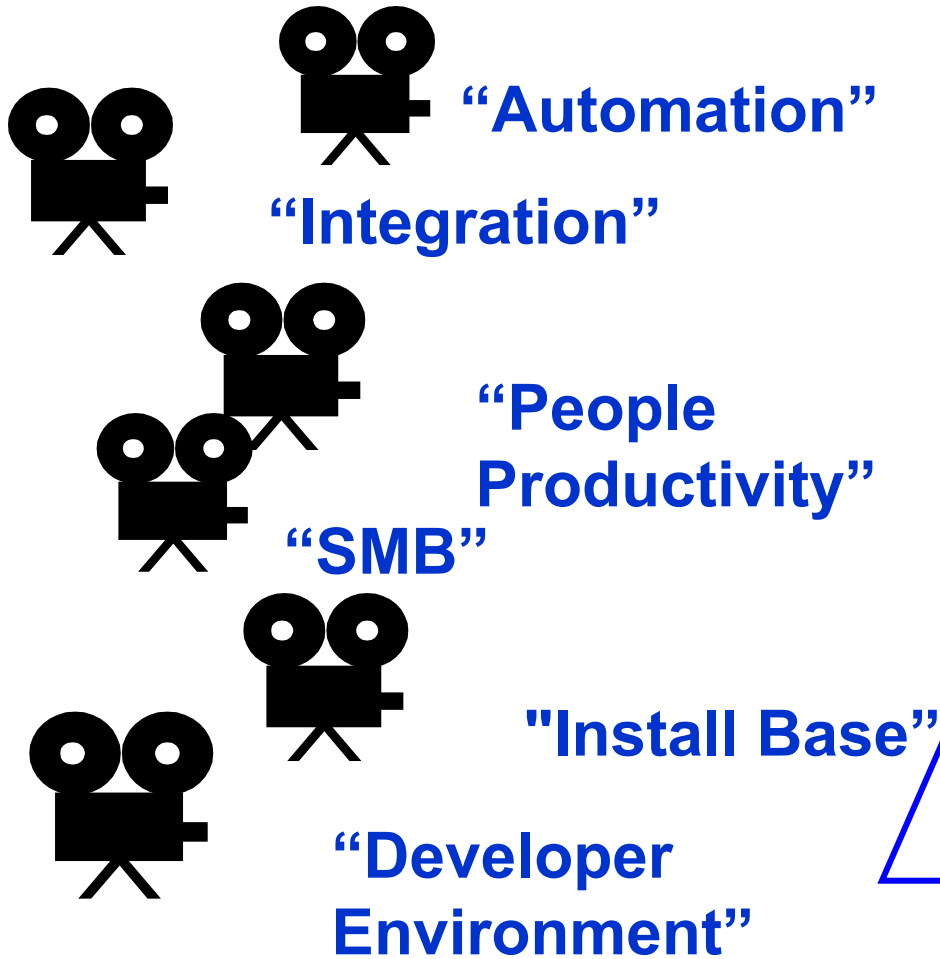 “Automation”
“Integration”
“People
Productivity”
“SMB”
"Install Base”
“Developer
Environment”